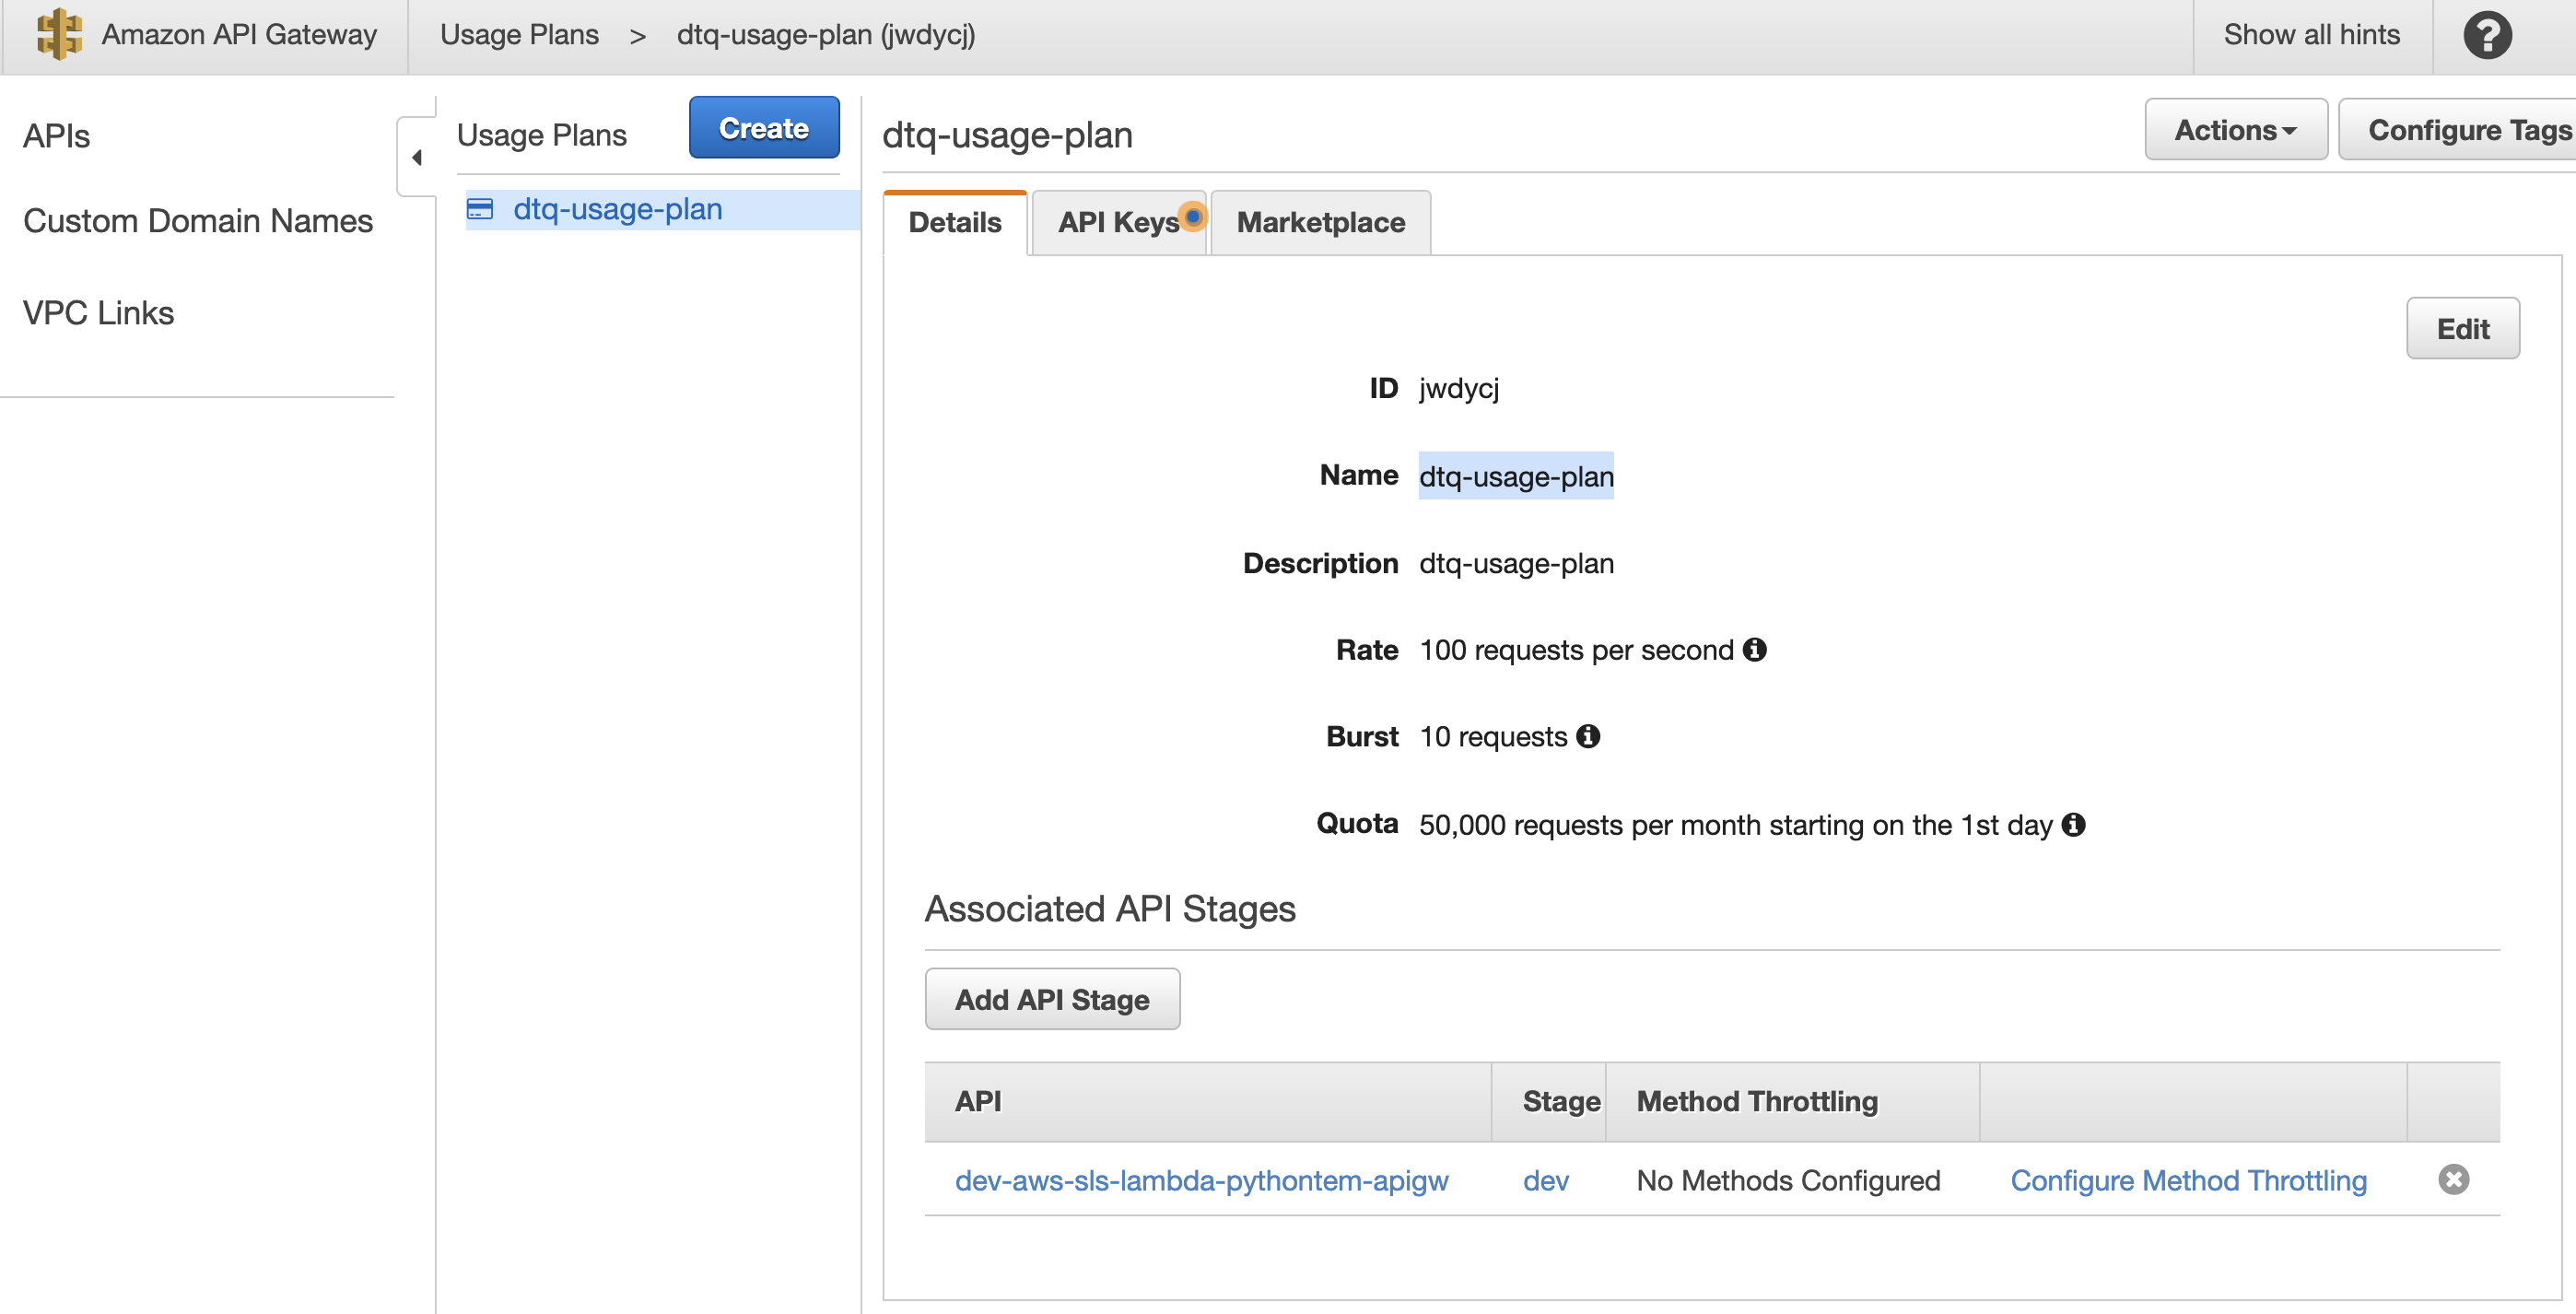 Amazon API Gateway
Usage Plans > dtq-usage-plan (jwdycj)
Show all hints
?
APIs
Custom Domain Names
VPC Links
Usage Plans
Create
dtq-usage-plan
dtq-usage-plan
Actions
Configure Tags
Details
API Keys
Marketplace
Edit
ID jwdycj
Name dtq-usage-plan
Description dtq-usage-plan
Rate 100 requests per second
Burst 10 requests
Quota 50,000 requests per month starting on the 1st day
Associated API Stages
Add API Stage
API Stage Method Throttling
dev-aws-sls-lambda-pythontem-apigw dev No Methods Configured Configure Method Throttling